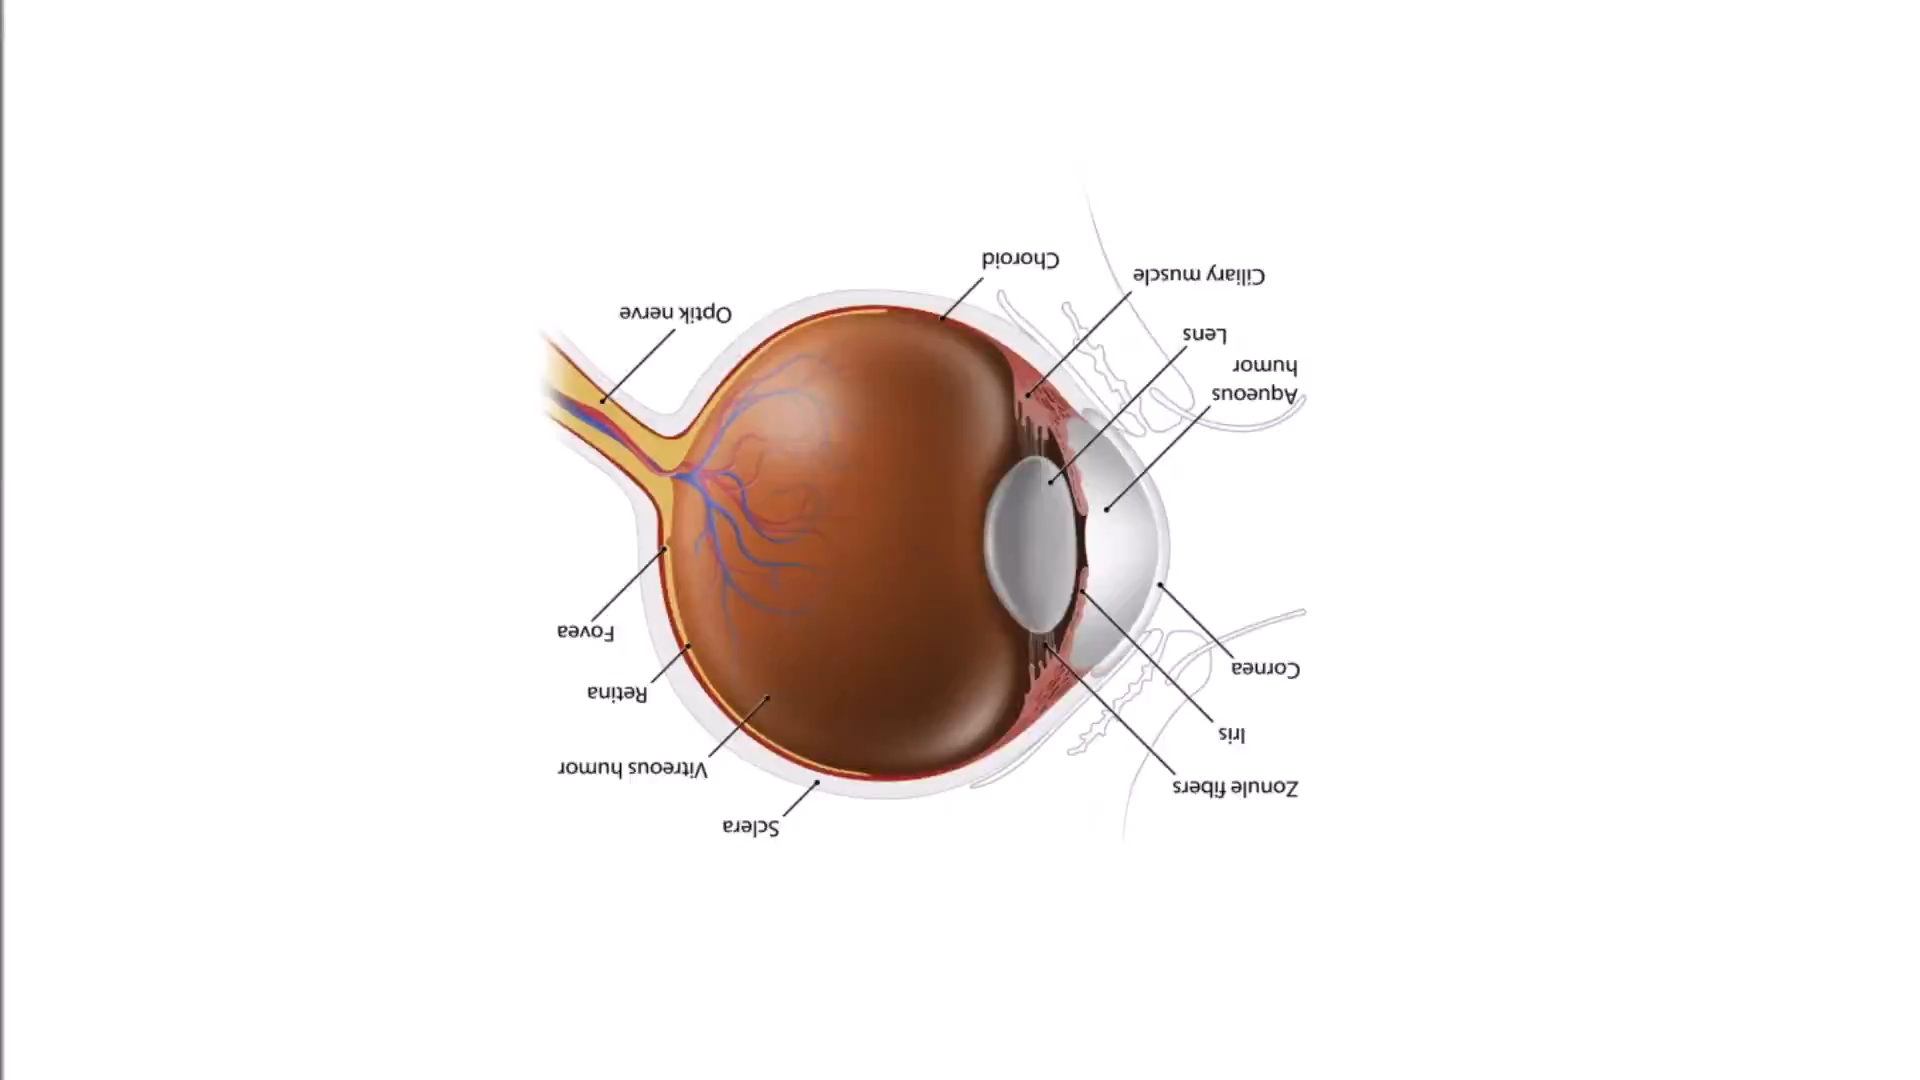 Sclera
Zonule fibers
Vitreous humor
Iris
Retina
Cornea
Fovea
Aqueous
humor
Lens
Optik nerve
Ciliary muscle
Choroid